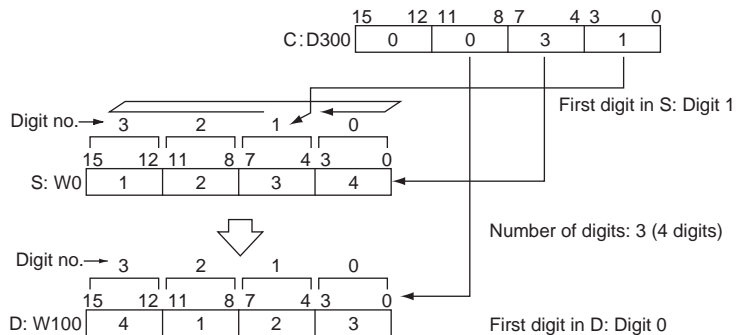 15 12 11 8 7 4 3 0
C:D300 0 0 3 1
First digit in S: Digit 1
Digit no. 3 2 1 0
15 12 11 8 7 4 3 0
S: W0 1 2 3 4
Number of digits: 3 (4 digits)
Digit no. 3 2 1 0
15 12 11 8 7 4 3 0
D: W100 4 1 2 3
First digit in D: Digit 0